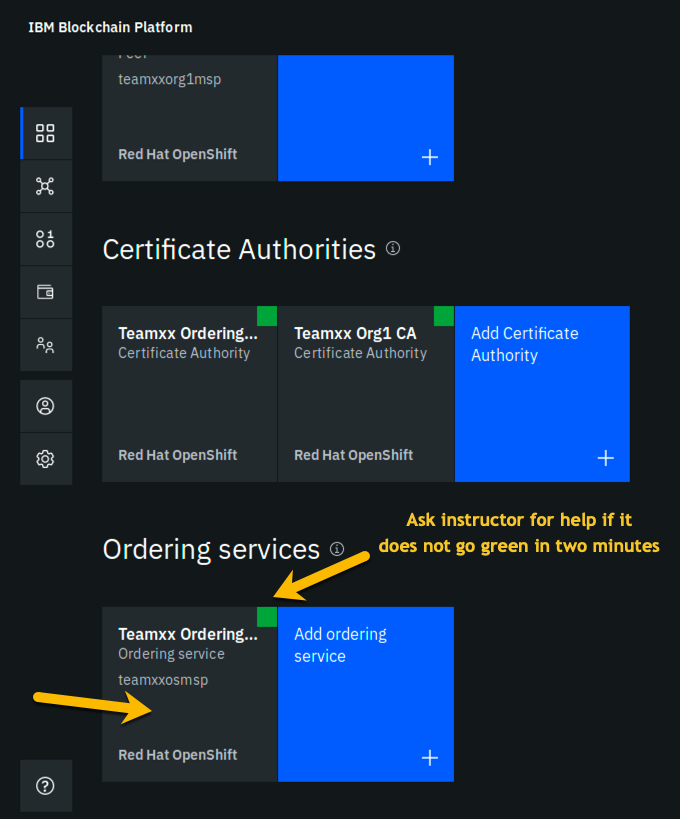 IBM Blockchain Platform
Peer
teamxxorg1msp
Red Hat OpenShift
Certificate Authorities
Teamxx Ordering...
Certificate Authority
Red Hat OpenShift
Teamxx Org1 CA
Certificate Authority
Red Hat OpenShift
Add Certificate
Authority
Ask instructor for help if it
does not go green in two minutes
Ordering services
Teamxx Ordering...
Ordering service
teamxxosmsp
Red Hat OpenShift
Add ordering
service